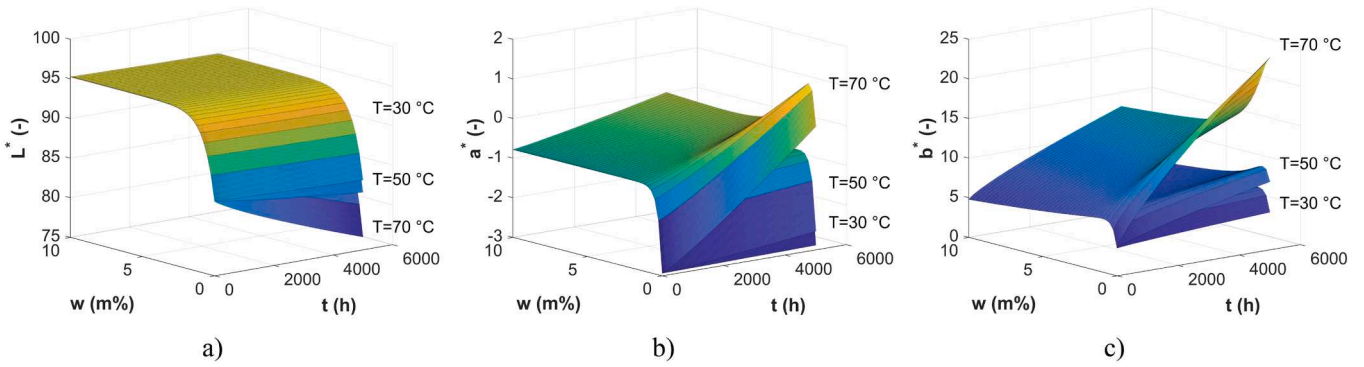 100
95
90
85
80
75
10
5
0
0
2000
4000
6000
L* (-)
w (m%)
t (h)
T=30 °C
T=50 °C
T=70 °C
a)
2
1
0
-1
-2
-3
10
5
0
0
2000
4000
6000
a* (-)
w (m%)
t (h)
T=70 °C
T=50 °C
T=30 °C
b)
25
20
15
10
5
0
10
5
0
0
2000
4000
6000
b* (-)
w (m%)
t (h)
T=70 °C
T=50 °C
T=30 °C
c)